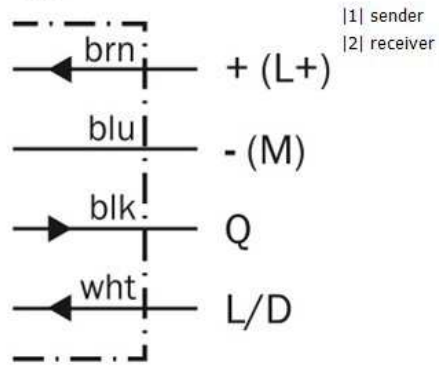 |1| sender
|2| receiver
brn + (L+)
blu - (M)
blk Q
wht L/D